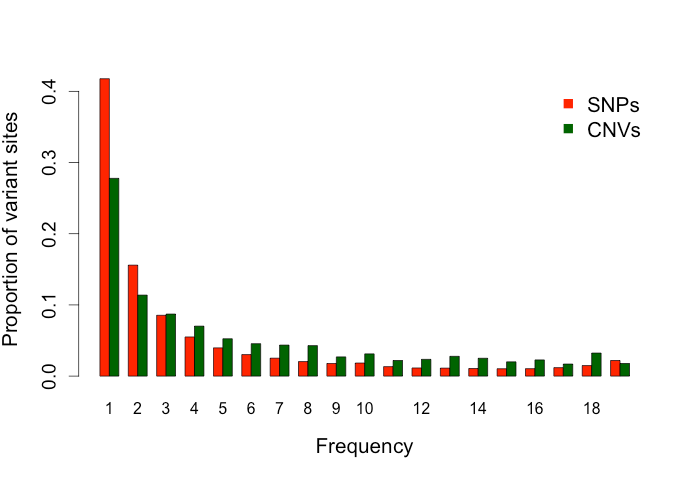 SNPs
CNVs
Proportion of variant sites
0.4
0.3
0.2
0.1
0.0
1 2 3 4 5 6 7 8 9 10 12 14 16 18
Frequency